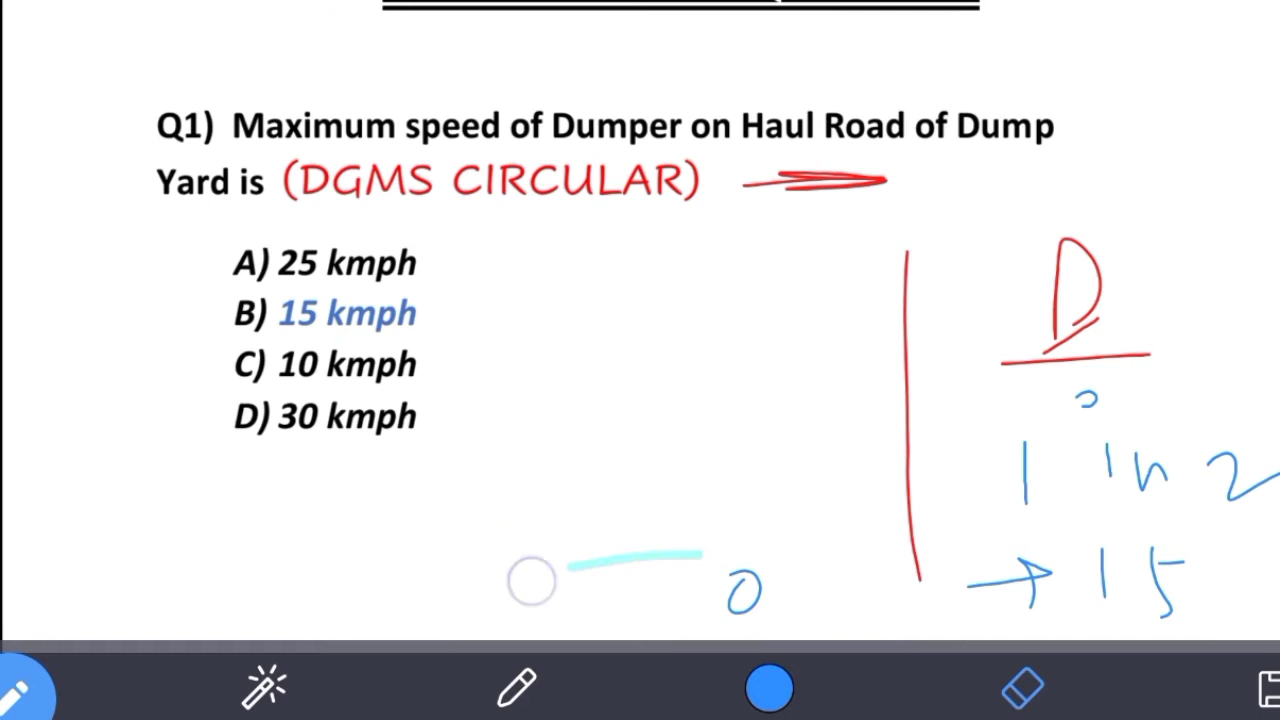 Q1) Maximum speed of Dumper on Haul Road of Dump
Yard is (DGMS CIRCULAR)
A) 25 kmph
B) 15 kmph
C) 10 kmph
D) 30 kmph
D
1 in 2
15
0